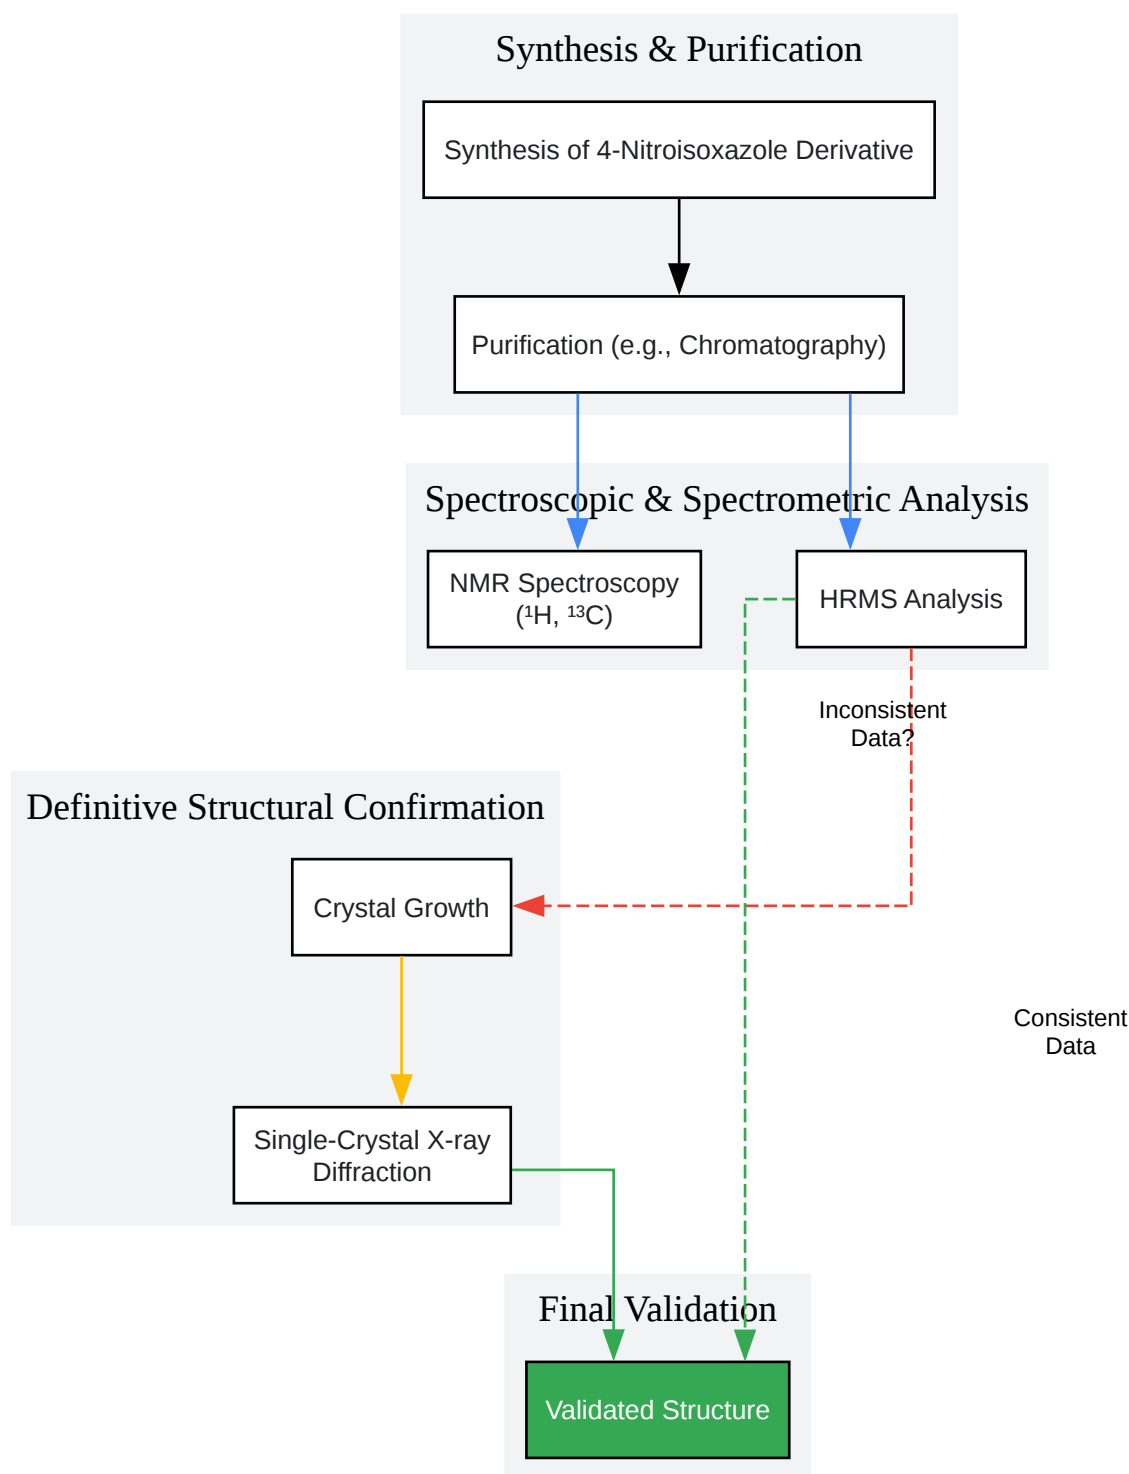 Synthesis & Purification
Synthesis of 4-Nitroisoxazole Derivative
Purification (e.g., Chromatography)
Spectroscopic & Spectrometric Analysis
NMR Spectroscopy
(¹H, ¹³C)
HRMS Analysis
Inconsistent
Data?
Definitive Structural Confirmation
Crystal Growth
Consistent
Data
Single-Crystal X-ray
Diffraction
Final Validation
Validated Structure